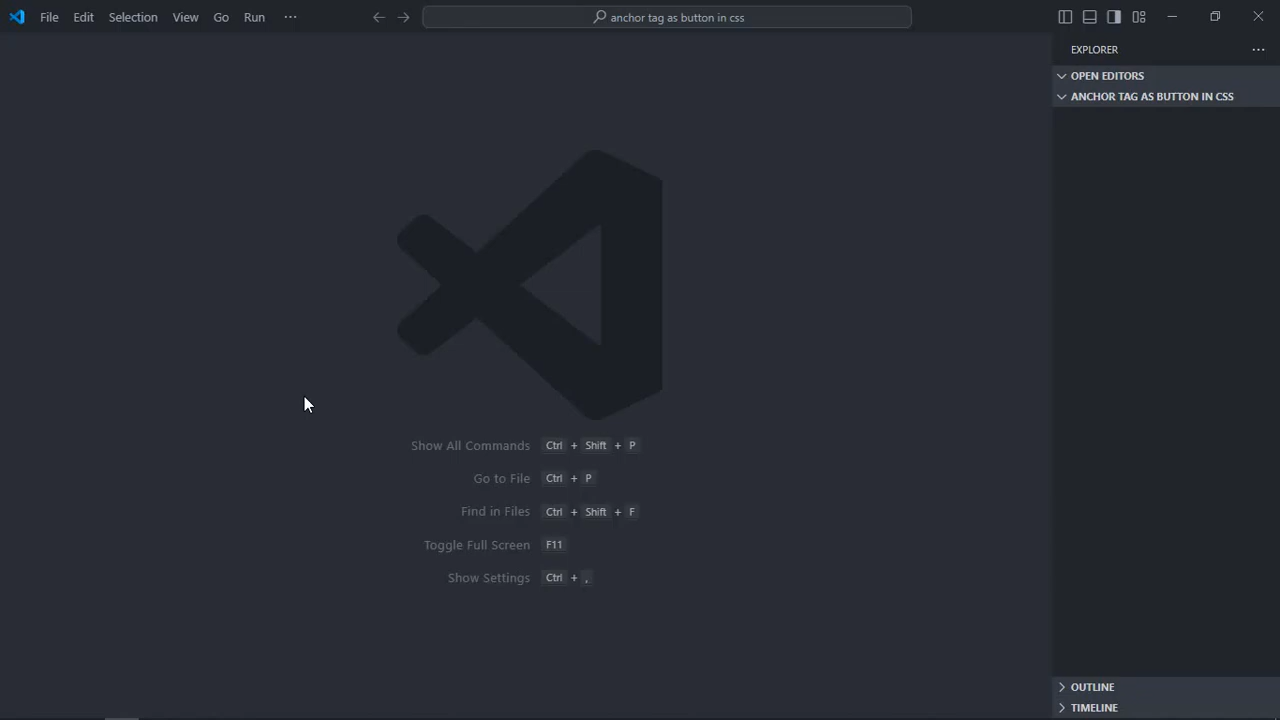 File Edit Selection View Go Run ···
anchor tag as button in css
EXPLORER
OPEN EDITORS
ANCHOR TAG AS BUTTON IN CSS
Show All Commands Ctrl + Shift + P
Go to File Ctrl + P
Find in Files Ctrl + Shift + F
Toggle Full Screen F11
Show Settings Ctrl + ,
OUTLINE
TIMELINE